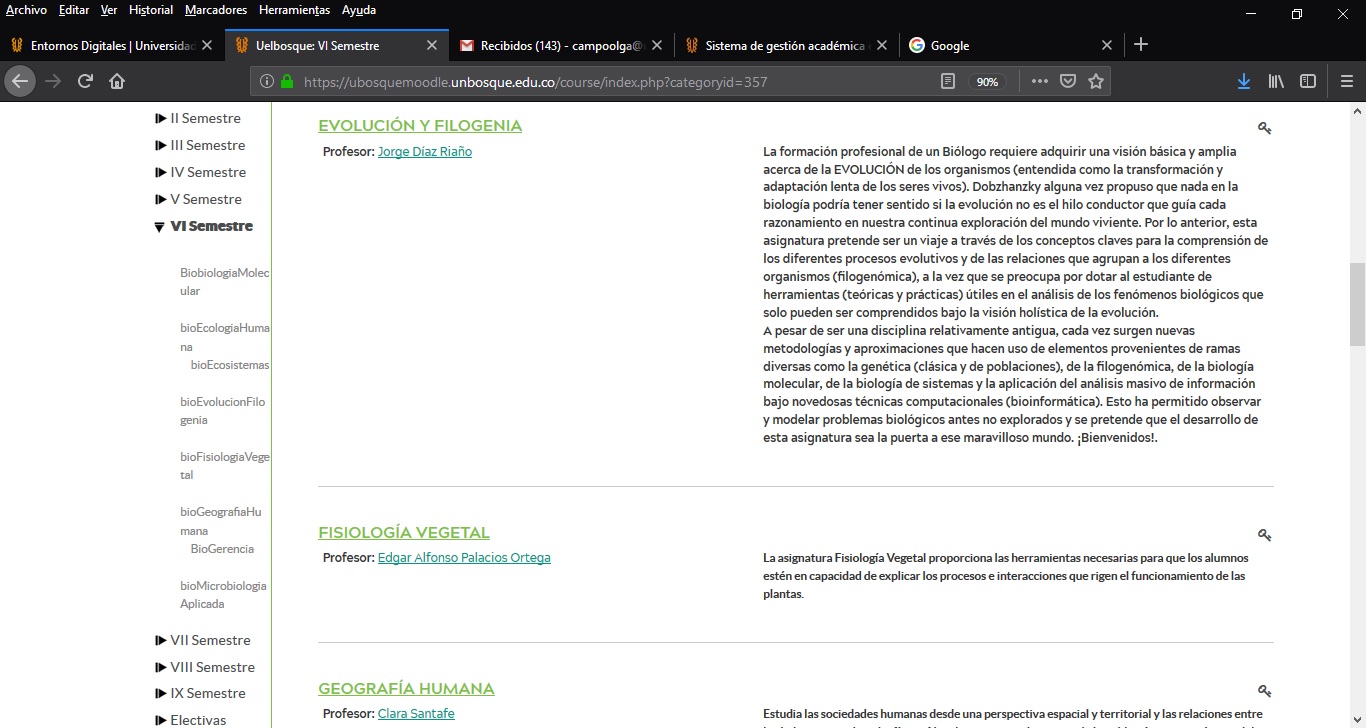 Archivo Editar Ver Historial Marcadores Herramientas Ayuda
Entornos Digitales | Universidad
Uelbosque: VI Semestre
Recibidos (143) - campoolga@
Sistema de gestión académica
Google
https://ubosquemoodle.unbosque.edu.co/course/index.php?categoryid=357
90%
II Semestre
III Semestre
IV Semestre
V Semestre
VI Semestre
BiobiologiaMolec
ular
bioEcologiaHuma
na
bioEcosistemas
bioEvolucionFilo
genia
bioFisiologiaVege
tal
bioGeografiaHu
mana
BioGerencia
bioMicrobiologia
Aplicada
VII Semestre
VIII Semestre
IX Semestre
Electivas
EVOLUCIÓN Y FILOGENIA
Profesor: Jorge Díaz Riaño
La formación profesional de un Biólogo requiere adquirir una visión básica y amplia
acerca de la EVOLUCIÓN de los organismos (entendida como la transformación y
adaptación lenta de los seres vivos). Dobzhanzky alguna vez propuso que nada en la
biología podría tener sentido si la evolución no es el hilo conductor que guía cada
razonamiento en nuestra continua exploración del mundo viviente. Por lo anterior, esta
asignatura pretende ser un viaje a través de los conceptos claves para la comprensión de
los diferentes procesos evolutivos y de las relaciones que agrupan a los diferentes
organismos (filogenómica), a la vez que se preocupa por dotar al estudiante de
herramientas (teóricas y prácticas) útiles en el análisis de los fenómenos biológicos que
solo pueden ser comprendidos bajo la visión holística de la evolución.
A pesar de ser una disciplina relativamente antigua, cada vez surgen nuevas
metodologías y aproximaciones que hacen uso de elementos provenientes de ramas
diversas como la genética (clásica y de poblaciones), de la filogenómica, de la biología
molecular, de la biología de sistemas y la aplicación del análisis masivo de información
bajo novedosas técnicas computacionales (bioinformática). Esto ha permitido observar
y modelar problemas biológicos antes no explorados y se pretende que el desarrollo de
esta asignatura sea la puerta a ese maravilloso mundo. ¡Bienvenidos!.
FISIOLOGÍA VEGETAL
Profesor: Edgar Alfonso Palacios Ortega
La asignatura Fisiología Vegetal proporciona las herramientas necesarias para que los alumnos
estén en capacidad de explicar los procesos e interacciones que rigen el funcionamiento de las
plantas.
GEOGRAFÍA HUMANA
Profesor: Clara Santafe
Estudia las sociedades humanas desde una perspectiva espacial y territorial y las relaciones entre